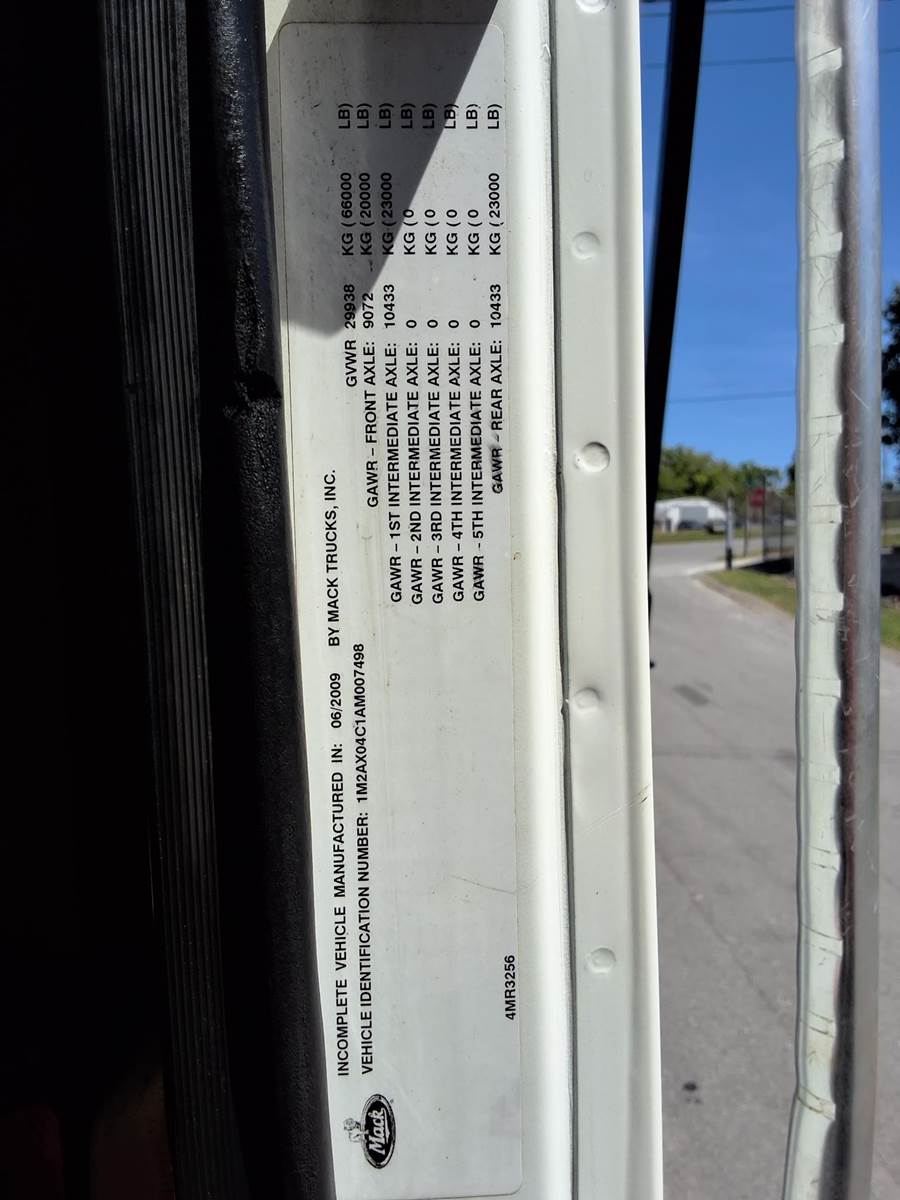 INCOMPLETE VEHICLE MANUFACTURED IN: 06/2009 BY MACK TRUCKS, INC.
VEHICLE IDENTIFICATION NUMBER: 1M2AX04C1AM007498
GVWR 29938 KG ( 66000 LB)
GAWR - FRONT AXLE: 9072 KG ( 20000 LB)
GAWR - 1ST INTERMEDIATE AXLE: 10433 KG ( 23000 LB)
GAWR - 2ND INTERMEDIATE AXLE: 0 KG ( 0 LB)
GAWR - 3RD INTERMEDIATE AXLE: 0 KG ( 0 LB)
GAWR - 4TH INTERMEDIATE AXLE: 0 KG ( 0 LB)
GAWR - 5TH INTERMEDIATE AXLE: 0 KG ( 0 LB)
GAWR - REAR AXLE: 10433 KG ( 23000 LB)
Mack
4MR3256